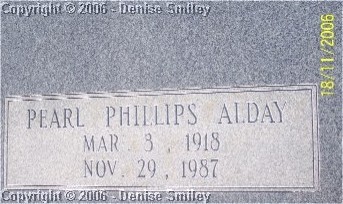 Copyright © 2006 - Denise Smiley
18/11/2006
PEARL PHILLIPS ALDAY
MAR. 3, 1918
NOV. 29, 1987
Copyright © 2006 - Denise Smiley